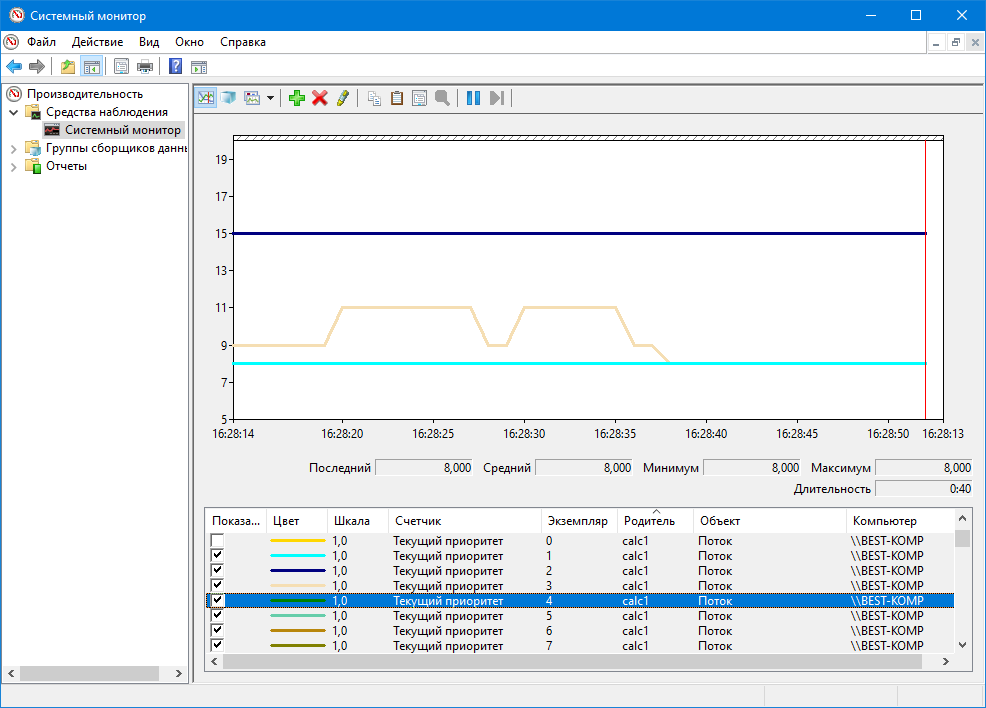 Системный монитор
Файл Действие Вид Окно Справка
Производительность
Средства наблюдения
Системный монитор
Группы сборщиков даннь
Отчеты
19
17
15
13
11
9
7
5
16:28:14 16:28:20 16:28:25 16:28:30 16:28:35 16:28:40 16:28:45 16:28:50 16:28:13
Последний 8,000 Средний 8,000 Минимум 8,000 Максимум 8,000
Длительность 0:40
Показа... Цвет Шкала Счетчик Экземпляр Родитель Объект Компьютер
1,0 Текущий приоритет 0 calc1 Поток \\BEST-KOMP
1,0 Текущий приоритет 1 calc1 Поток \\BEST-KOMP
1,0 Текущий приоритет 2 calc1 Поток \\BEST-KOMP
1,0 Текущий приоритет 3 calc1 Поток \\BEST-KOMP
1,0 Текущий приоритет 4 calc1 Поток \\BEST-KOMP
1,0 Текущий приоритет 5 calc1 Поток \\BEST-KOMP
1,0 Текущий приоритет 6 calc1 Поток \\BEST-KOMP
1,0 Текущий приоритет 7 calc1 Поток \\BEST-KOMP